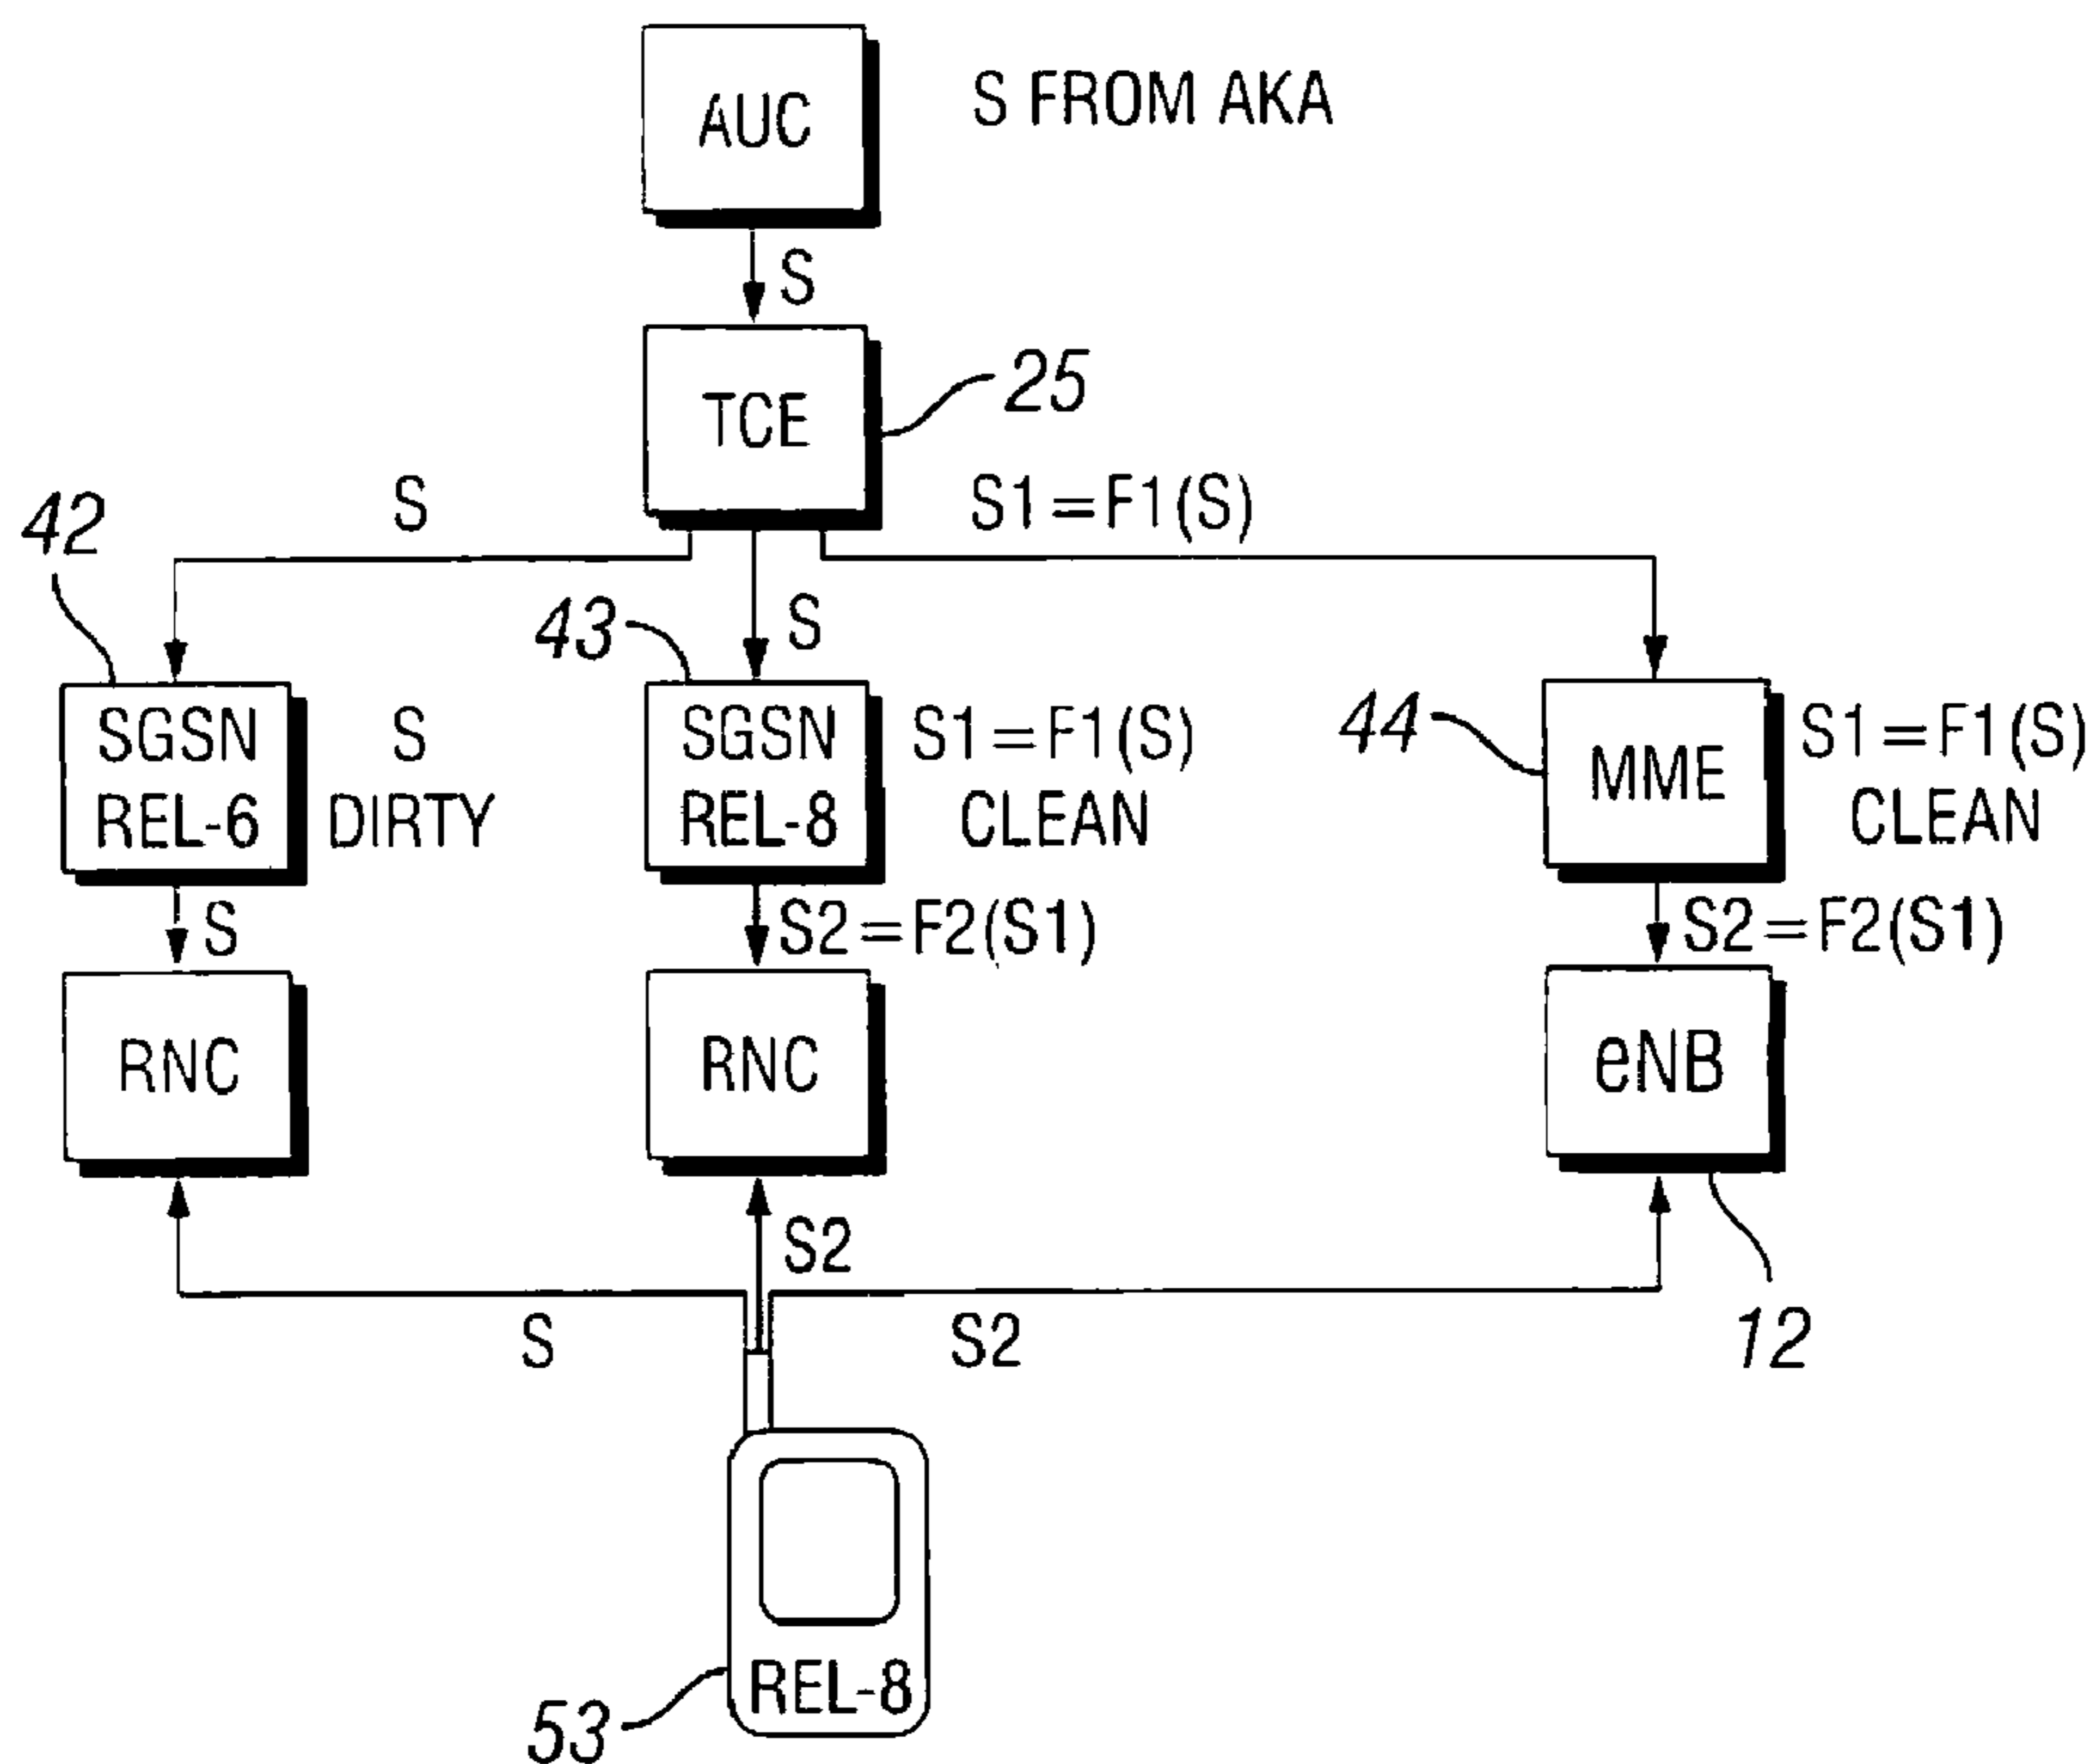 AUC
S FROM AKA
S
TCE
25
S
S1=F1(S)
42
43
S
44
SGSN
REL-6
S
DIRTY
SGSN
REL-8
S1=F1(S)
CLEAN
MME
S1=F1(S)
CLEAN
S
S2=F2(S1)
S2=F2(S1)
RNC
RNC
eNB
S2
S
S2
12
REL-8
53